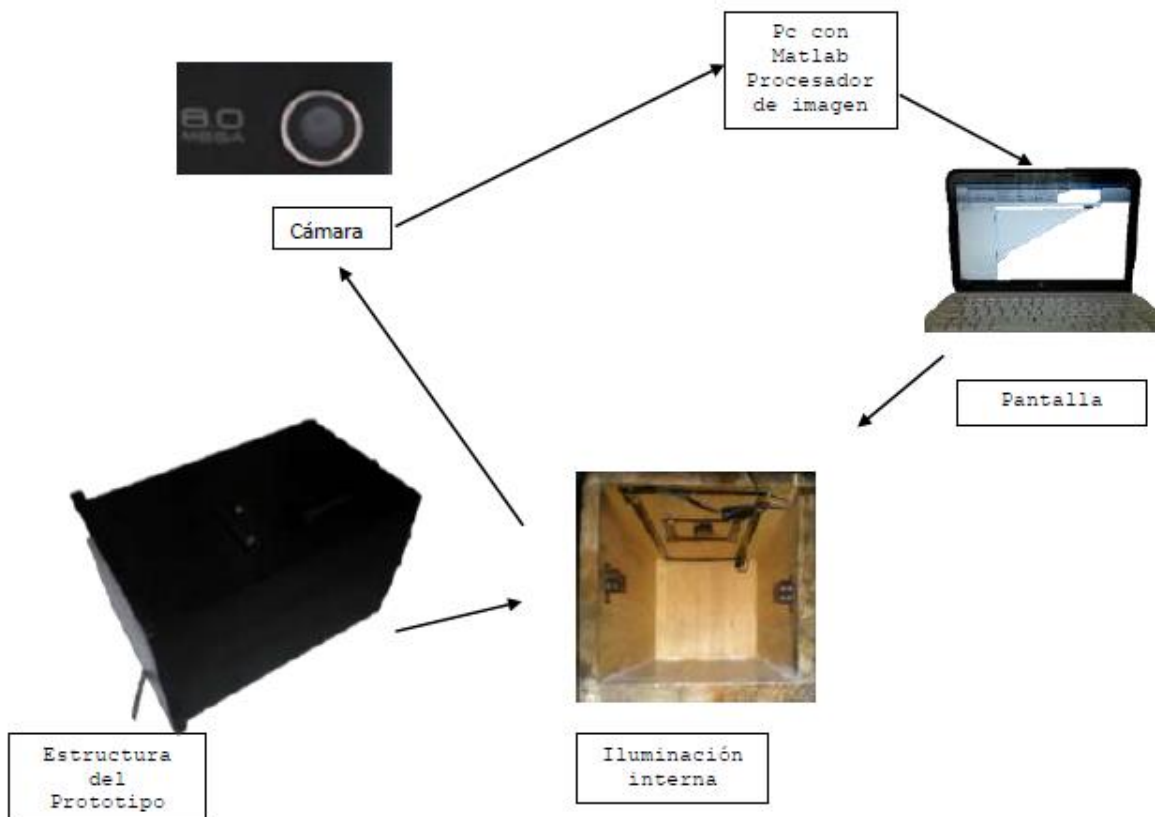 Pc con
Matlab
Procesador
de imagen
8.0
MEGA
Cámara
Pantalla
Estructura
del
Prototipo
Iluminación
interna